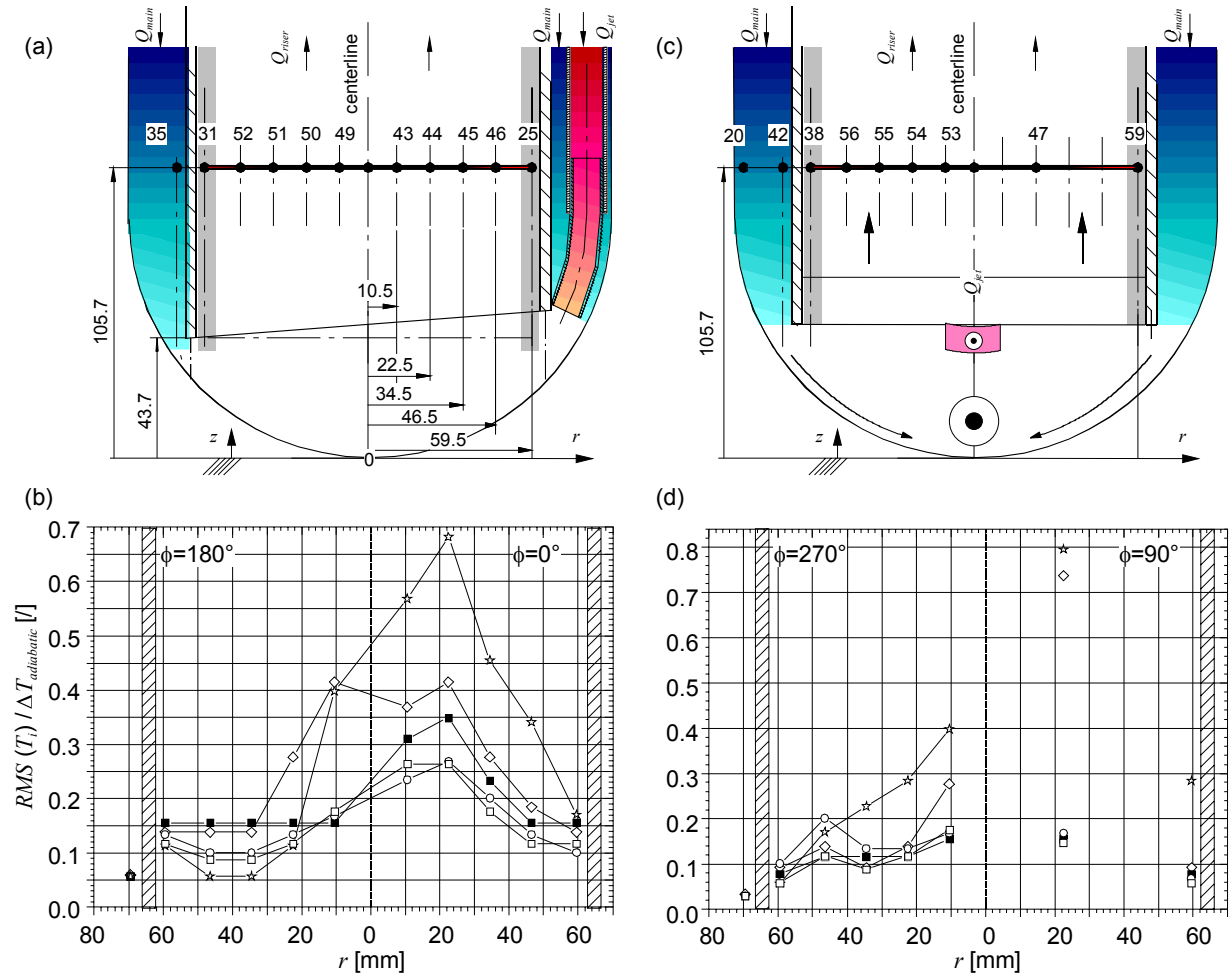 (a)
Q_main
Q_riser
centerline
Q_main
Q_jet
35
31 52 51 50 49 43 44 45 46 25
105.7
10.5
22.5
34.5
46.5
59.5
43.7
z
0
r
(c)
Q_main
Q_riser
centerline
Q_main
20 42 38 56 55 54 53 47 59
Q_jet
105.7
z
r
(b)
RMS (T_i) / ΔT_adiabatic [/]
ϕ=180°
ϕ=0°
0.7
0.6
0.5
0.4
0.3
0.2
0.1
0.0
80 60 40 20 0 20 40 60
r [mm]
(d)
ϕ=270°
ϕ=90°
0.8
0.7
0.6
0.5
0.4
0.3
0.2
0.1
0.0
80 60 40 20 0 20 40 60
r [mm]